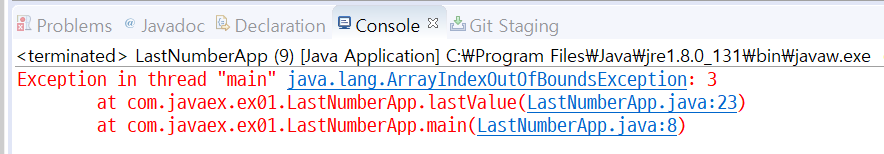 Problems @ Javadoc Declaration Console Git Staging
<terminated> LastNumberApp (9) [Java Application] C:₩Program Files₩Java₩jre1.8.0_131₩bin₩javaw.exe
Exception in thread "main" java.lang.ArrayIndexOutOfBoundsException: 3
at com.javaex.ex01.LastNumberApp.lastValue(LastNumberApp.java:23)
at com.javaex.ex01.LastNumberApp.main(LastNumberApp.java:8)